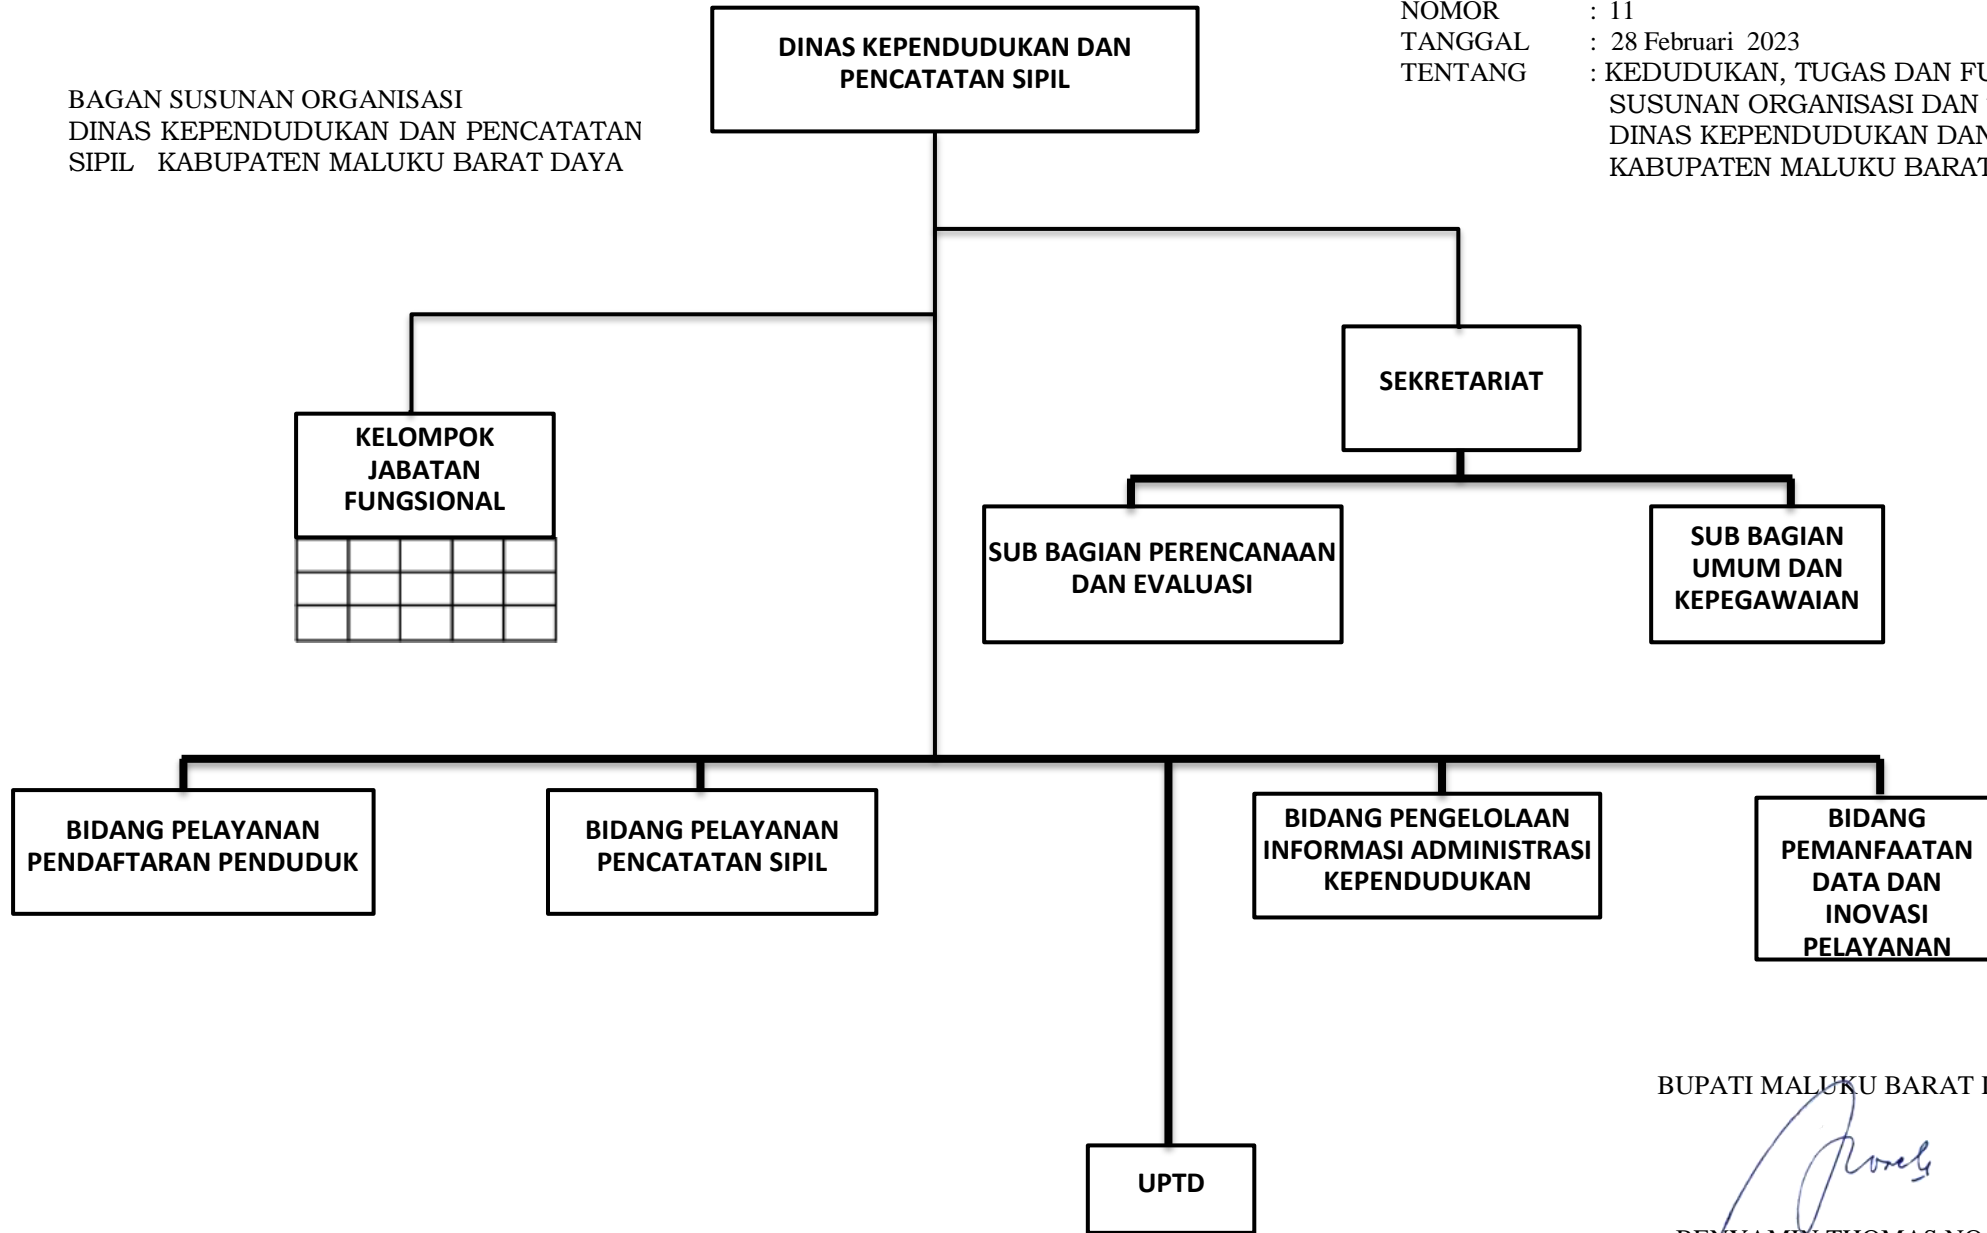 NOMOR : 11
TANGGAL : 28 Februari 2023
TENTANG : KEDUDUKAN, TUGAS DAN
SUSUNAN ORGANISASI DAN
DINAS KEPENDUDUKAN DAN
KABUPATEN MALUKU BARAT
BAGAN SUSUNAN ORGANISASI
DINAS KEPENDUDUKAN DAN PENCATATAN
SIPIL KABUPATEN MALUKU BARAT DAYA
DINAS KEPENDUDUKAN DAN
PENCATATAN SIPIL
SEKRETARIAT
KELOMPOK
JABATAN
FUNGSIONAL
SUB BAGIAN PERENCANAAN
DAN EVALUASI
SUB BAGIAN
UMUM DAN
KEPEGAWAIAN
BIDANG PELAYANAN
PENDAFTARAN PENDUDUK
BIDANG PELAYANAN
PENCATATAN SIPIL
BIDANG PENGELOLAAN
INFORMASI ADMINISTRASI
KEPENDUDUKAN
BIDANG
PEMANFAATAN
DATA DAN
INOVASI
PELAYANAN
UPTD
BUPATI MALUKU BARAT
BENYAMIN THOMAS